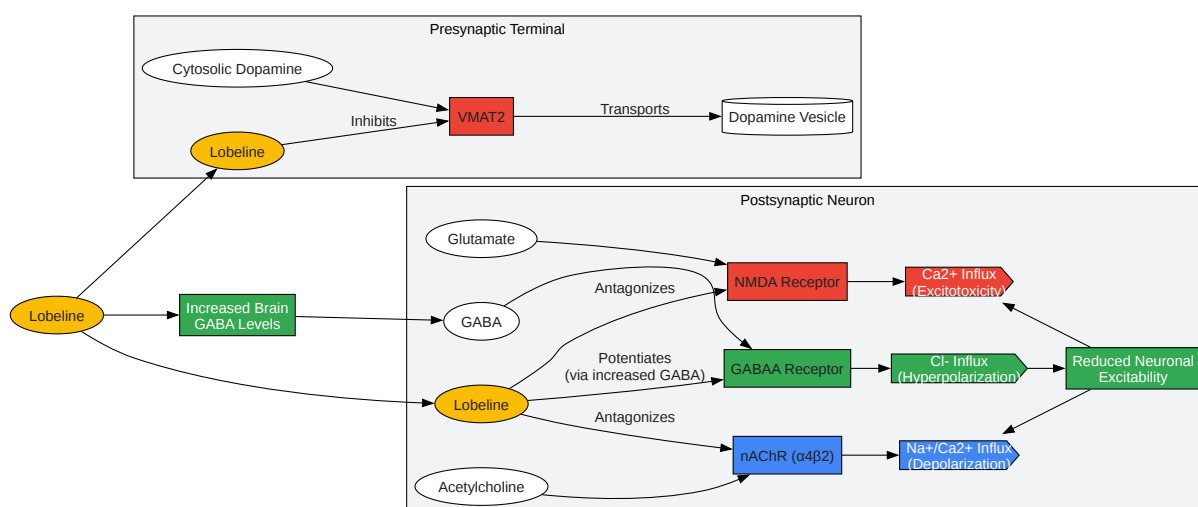 Presynaptic Terminal
Cytosolic Dopamine
VMAT2
Transports
Dopamine Vesicle
Inhibits
Lobeline
Postsynaptic Neuron
Glutamate
NMDA Receptor
Ca2+ Influx
(Excitotoxicity)
Antagonizes
Lobeline
Increased Brain
GABA Levels
GABA
Potentiates
(via increased GABA)
GABAA Receptor
Cl- Influx
(Hyperpolarization)
Reduced Neuronal
Excitability
Lobeline
Antagonizes
nAChR (α4β2)
Na+/Ca2+ Influx
(Depolarization)
Acetylcholine